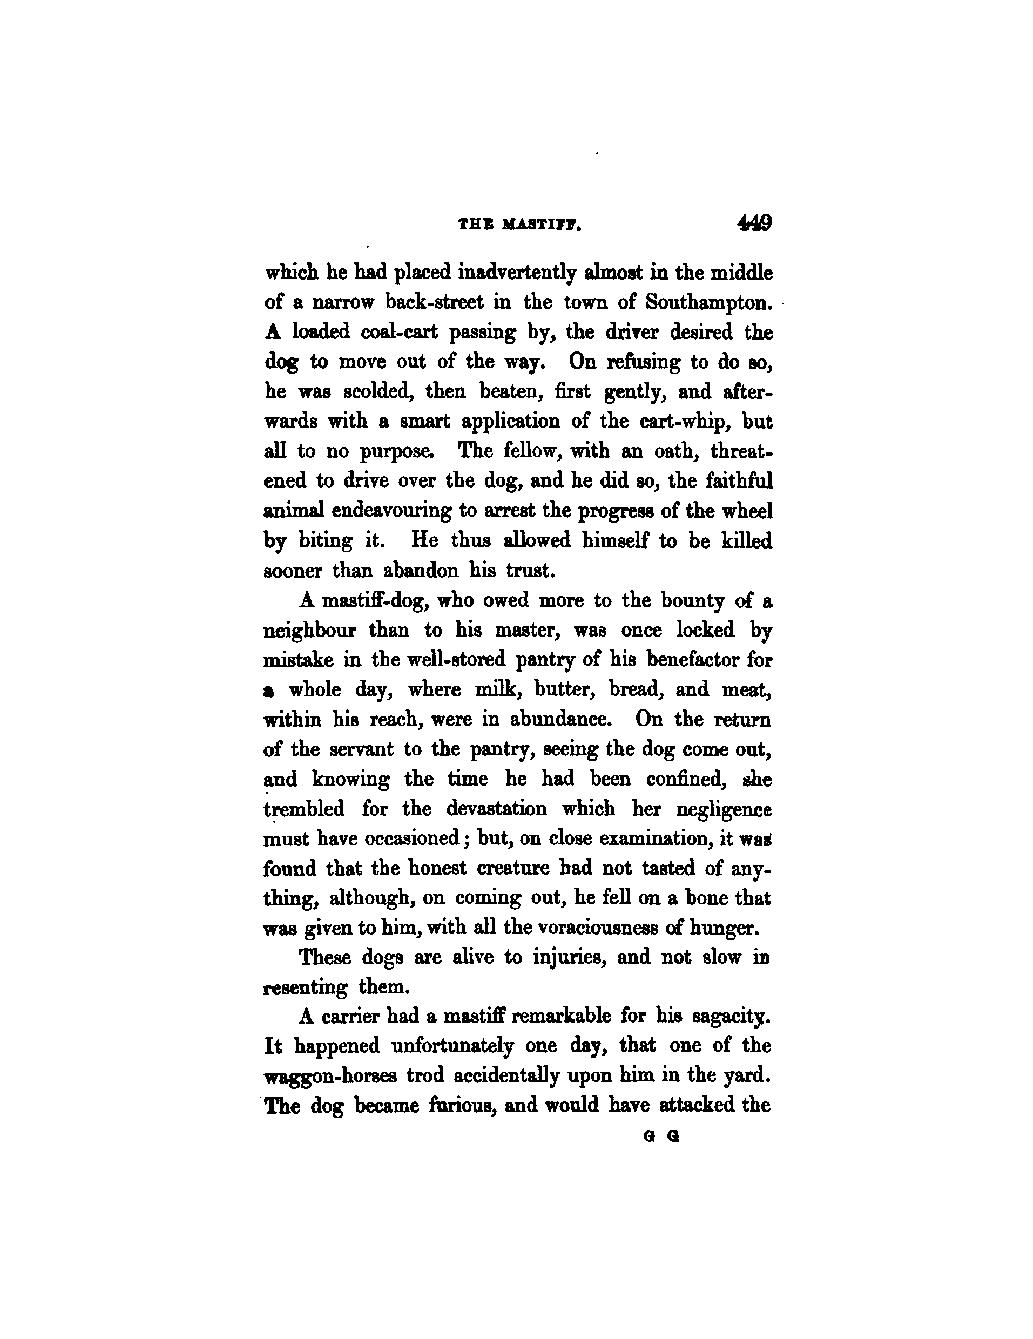 THE MASTIFF. 449
which he had placed inadvertently almost in the middle
of a narrow back-street in the town of Southampton.
A loaded coal-cart passing by, the driver desired the
dog to move out of the way. On refusing to do so,
he was scolded, then beaten, first gently, and after-
wards with a smart application of the cart-whip, but
all to no purpose. The fellow, with an oath, threat-
ened to drive over the dog, and he did so, the faithful
animal endeavouring to arrest the progress of the wheel
by biting it. He thus allowed himself to be killed
sooner than abandon his trust.
A mastiff-dog, who owed more to the bounty of a
neighbour than to his master, was once locked by
mistake in the well-stored pantry of his benefactor for
a whole day, where milk, butter, bread, and meat,
within his reach, were in abundance. On the return
of the servant to the pantry, seeing the dog come out,
and knowing the time he had been confined, she
trembled for the devastation which her negligence
must have occasioned; but, on close examination, it was
found that the honest creature had not tasted of any-
thing, although, on coming out, he fell on a bone that
was given to him, with all the voraciousness of hunger.
These dogs are alive to injuries, and not slow in
resenting them.
A carrier had a mastiff remarkable for his sagacity.
It happened unfortunately one day, that one of the
waggon-horses trod accidentally upon him in the yard.
The dog became furious, and would have attacked the
G G